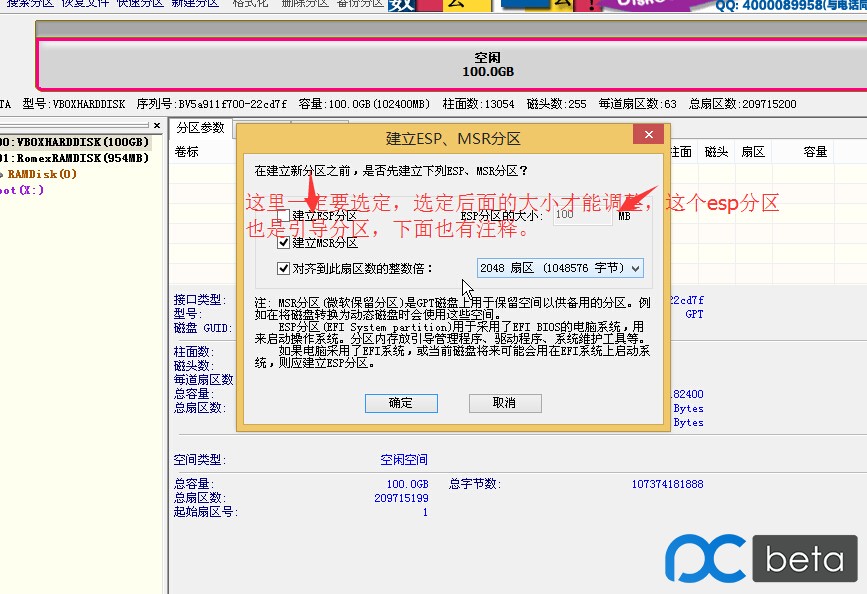 搜索分区 恢复文件 快速分区 新建分区 格式化 删除分区 备份分区
QQ: 4000089958(与电话同
空闲
100.0GB
TA 型号:VBOXHARDDISK 序列号:BV5a911f700-22cd7f 容量:100.0GB(102400MB) 柱面数:13054 磁头数:255 每道扇区数:63 总扇区数:209715200
0:VBOXHARDDISK(100GB)
1:RomexRAMDISK(954MB)
RAMDisk(0)
oot(X:)
分区参数
卷标 柱面 磁头 扇区 容量
建立ESP、MSR分区
在建立新分区之前，是否先建立下列ESP、MSR分区？
这里一定要选定，选定后面的大小才能调整，这个esp分区
也是引导分区，下面也有注释。
建立ESP分区 ESP分区的大小: 100 MB
建立MSR分区
对齐到此扇区数的整数倍： 2048 扇区 (1048576 字节)
注: MSR分区(微软保留分区)是GPT磁盘上用于保留空间以供备用的分区。例
如在将磁盘转换为动态磁盘时会使用这些空间。
ESP分区(EFI System partition)用于采用了EFI BIOS的电脑系统，用
来启动操作系统。分区内存放引导管理程序、驱动程序、系统维护工具等。
如果电脑采用了EFI系统，或当前磁盘将来可能会用在EFI系统上启动系
统，则应建立ESP分区。
确定 取消
接口类型: 22cd7f
型号: GPT
磁盘 GUID:
柱面数:
磁头数:
每道扇区数
总容量: 82400
总扇区数: Bytes
Bytes
空间类型: 空闲空间
总容量: 100.0GB 总字节数: 107374181888
总扇区数: 209715199
起始扇区号: 1
pc beta